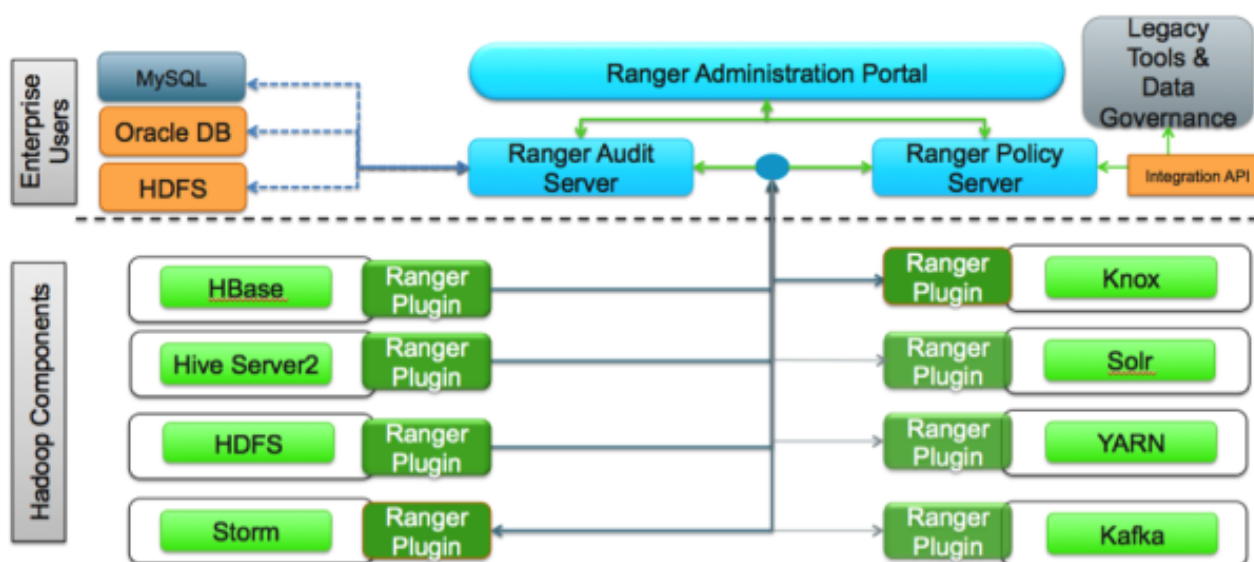 Enterprise
Users
MySQL
Oracle DB
HDFS
Ranger Administration Portal
Ranger Audit
Server
Ranger Policy
Server
Legacy
Tools &
Data
Governance
Integration API
Hadoop Components
HBase
Ranger
Plugin
Hive Server2
Ranger
Plugin
HDFS
Ranger
Plugin
Storm
Ranger
Plugin
Ranger
Plugin
Knox
Ranger
Plugin
Solr
Ranger
Plugin
YARN
Ranger
Plugin
Kafka